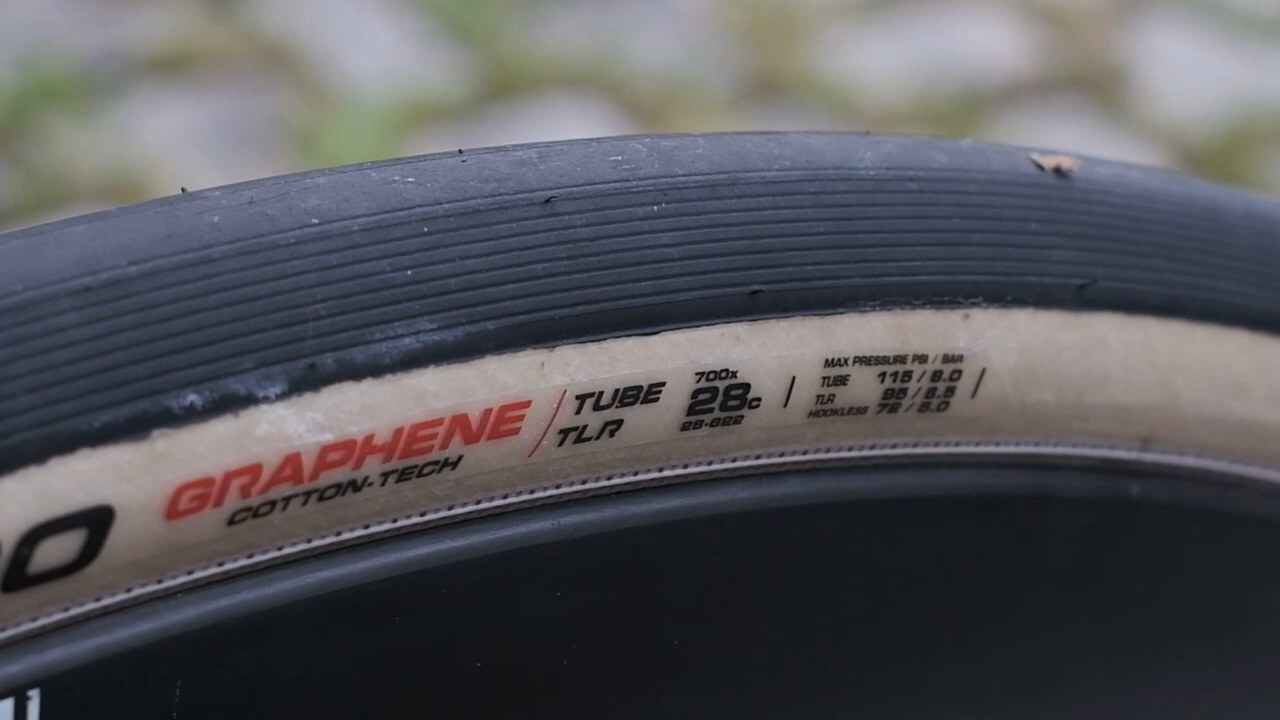 GRAPHENE
COTTON-TECH
TUBE
TLR
700x
28c
28-622
MAX PRESSURE PSI / BAR
TUBE 115 / 8.0
TLR 95 / 6.5
HOOKLESS 72 / 5.0